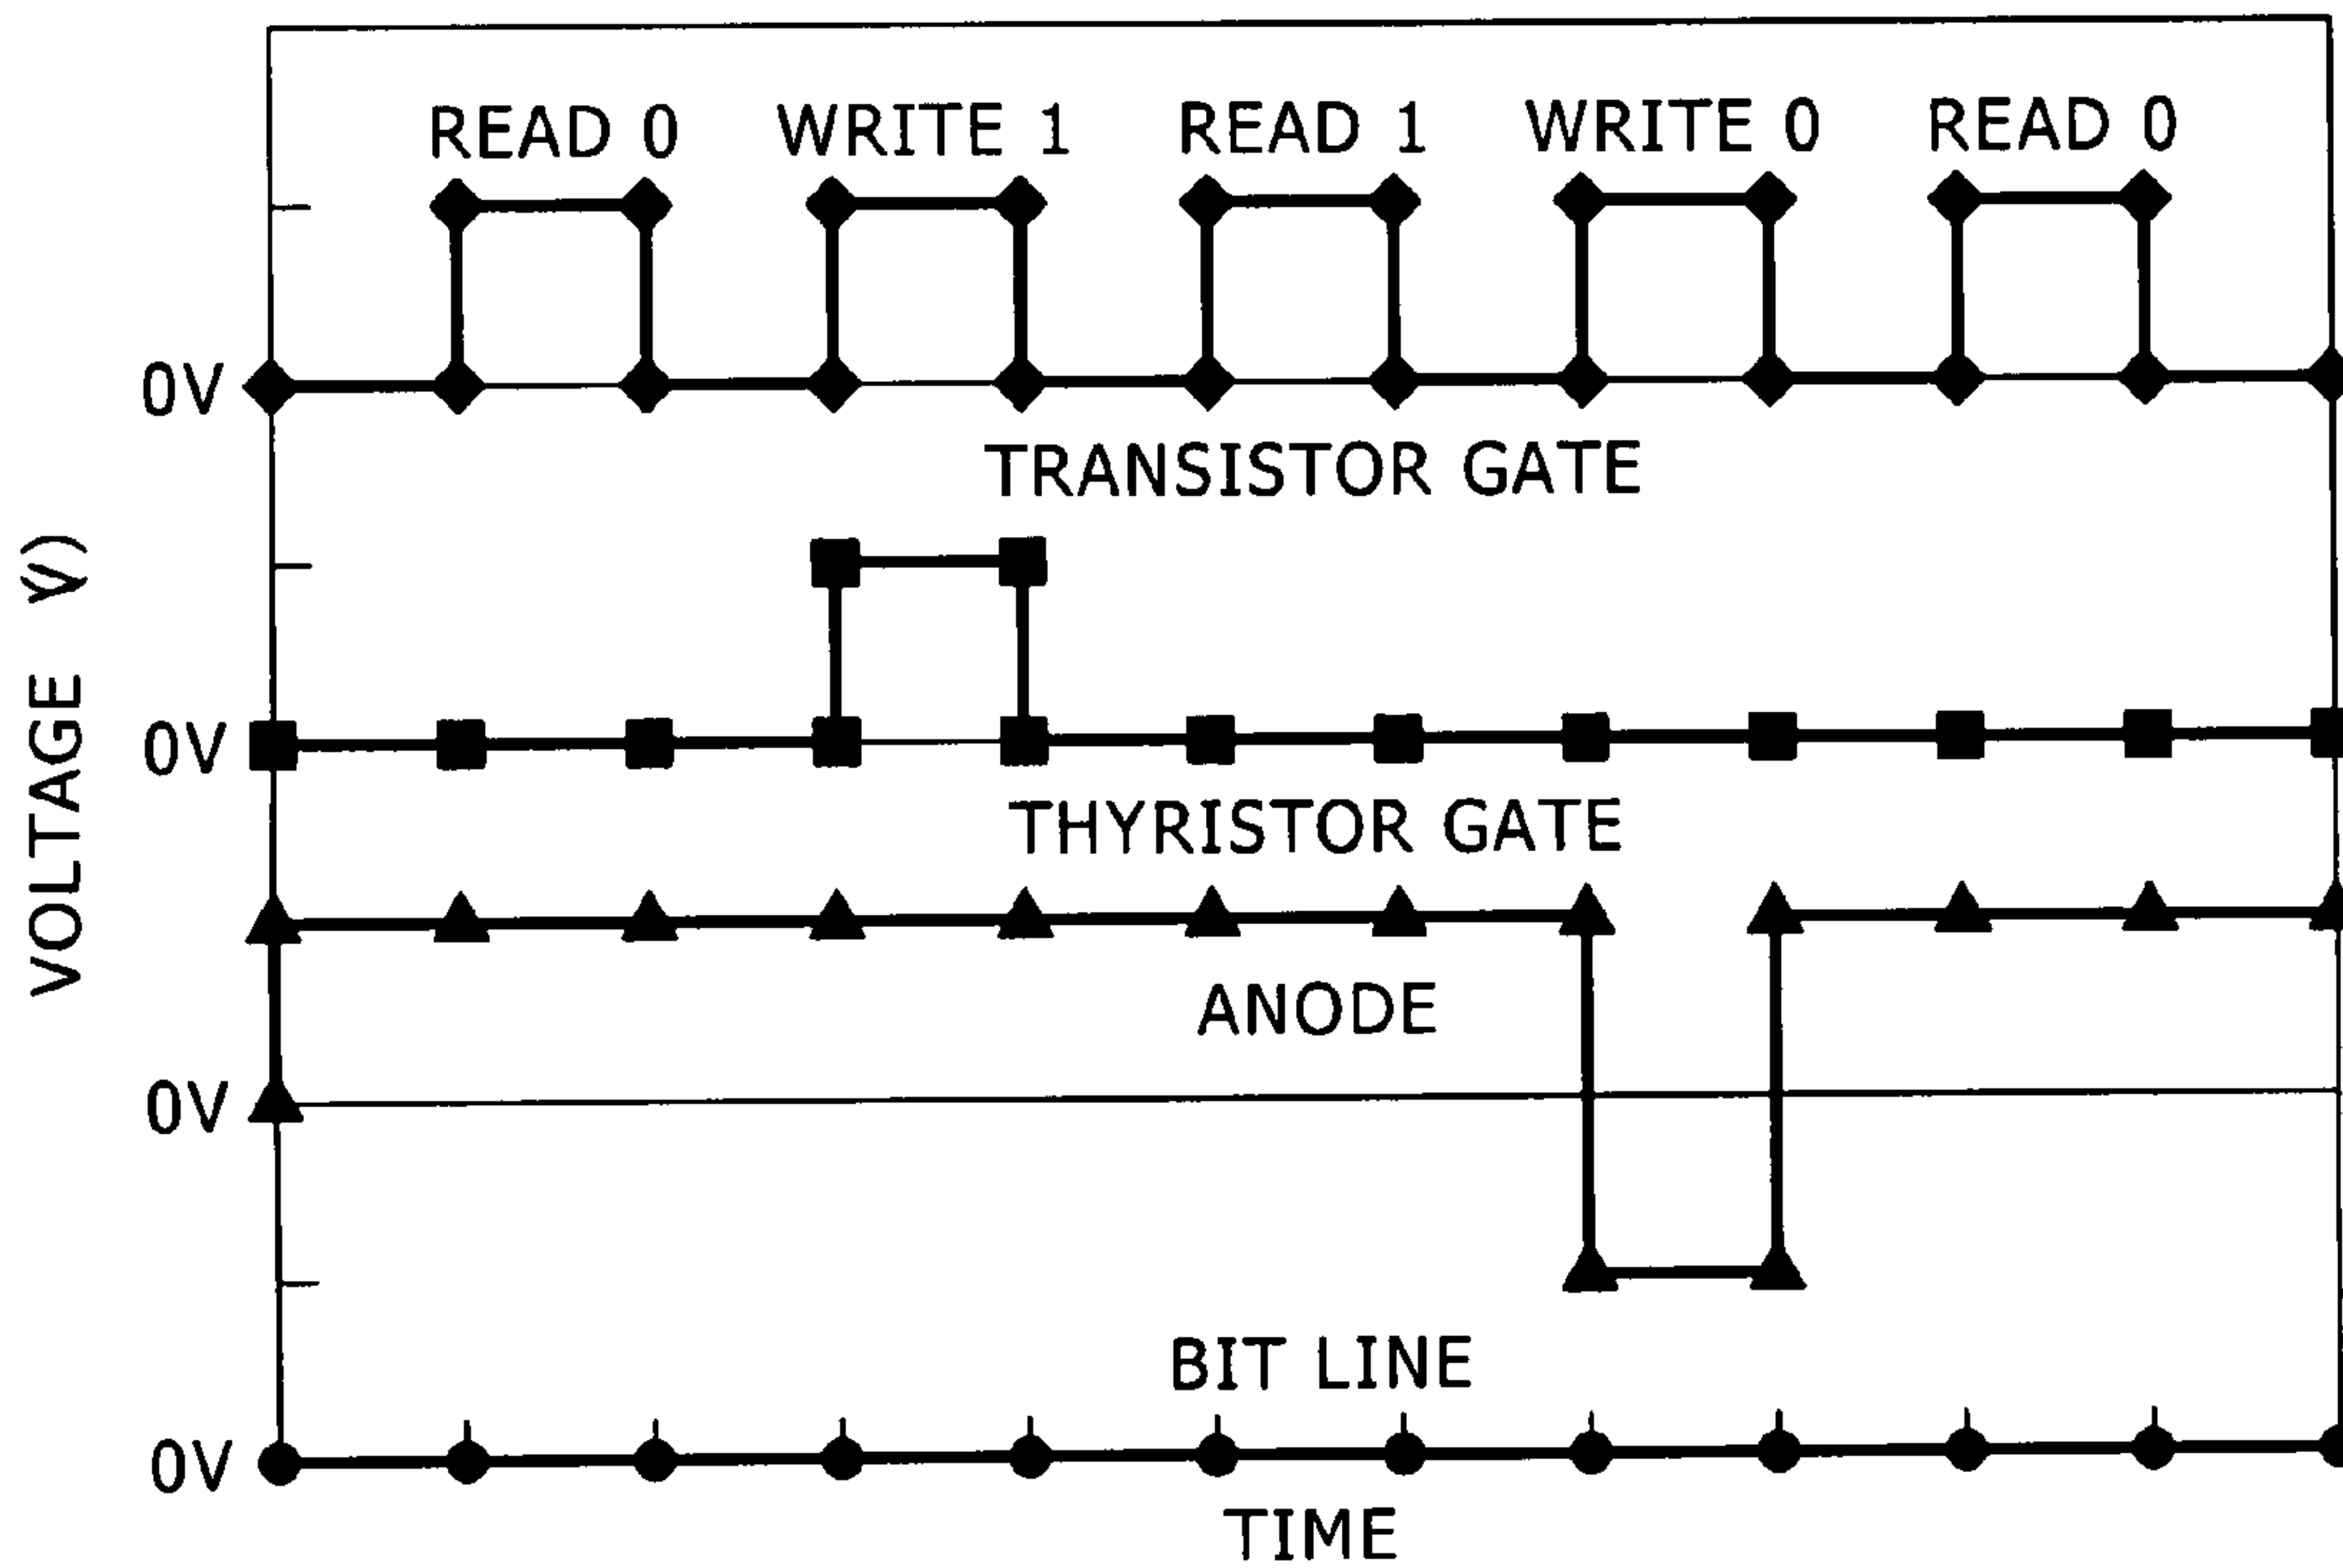 READ 0 WRITE 1 READ 1 WRITE 0 READ 0
0V
TRANSISTOR GATE
0V
THYRISTOR GATE
ANODE
0V
BIT LINE
0V
TIME
VOLTAGE (V)